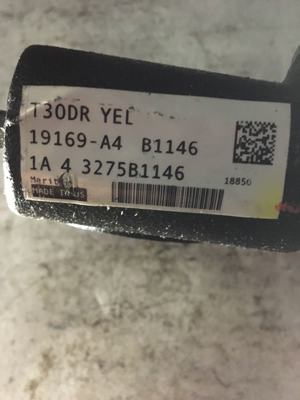 T30DR YEL
19169-A4 B1146
1A 4 3275B1146
18850
MADE IN US